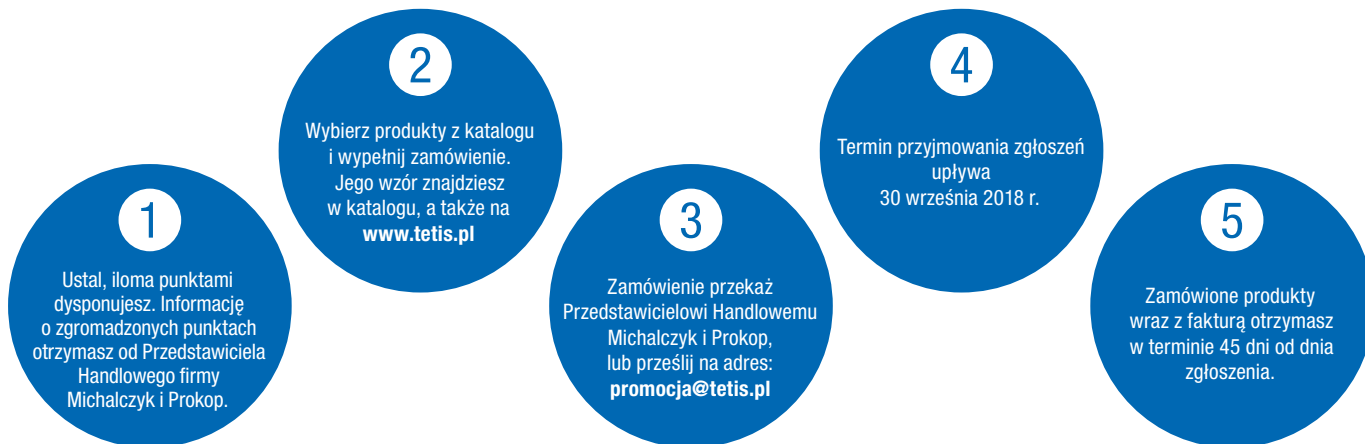 1
Ustal, iloma punktami
dysponujesz. Informację
o zgromadzonych punktach
otrzymasz od Przedstawiciela
Handlowego firmy
Michalczyk i Prokop.
2
Wybierz produkty z katalogu
i wypełnij zamówienie.
Jego wzór znajdziesz
w katalogu, a także na
www.tetis.pl
3
Zamówienie przekaż
Przedstawicielowi Handlowemu
Michalczyk i Prokop,
lub prześlij na adres:
promocja@tetis.pl
4
Termin przyjmowania zgłoszeń
upływa
30 września 2018 r.
5
Zamówione produkty
wraz z fakturą otrzymasz
w terminie 45 dni od dnia
zgłoszenia.